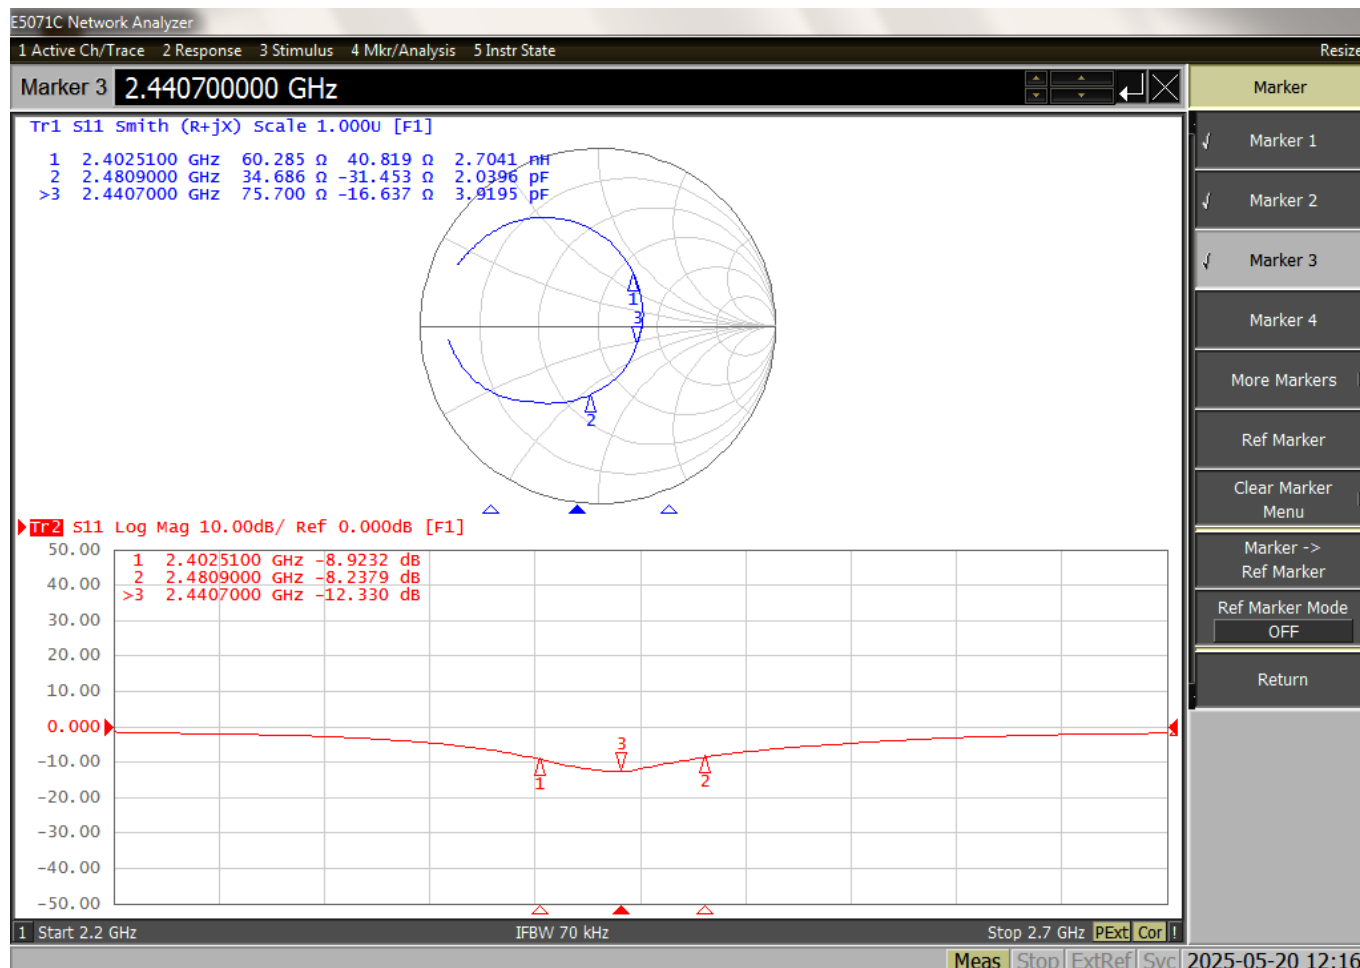 E5071C Network Analyzer
1 Active Ch/Trace 2 Response 3 Stimulus 4 Mkr/Analysis 5 Instr State
Resize
Marker 3 2.440700000 GHz
Marker
Tr1 S11 Smith (R+jX) Scale 1.000U [F1]
1 2.4025100 GHz 60.285 Ω 40.819 Ω 2.7041 nH
2 2.4809000 GHz 34.686 Ω -31.453 Ω 2.0396 pF
>3 2.4407000 GHz 75.700 Ω -16.637 Ω 3.9195 pF
1
3
2
Marker 1
Marker 2
Marker 3
Marker 4
More Markers
Ref Marker
Clear Marker
Menu
Marker ->
Ref Marker
Ref Marker Mode
OFF
Return
Tr2 S11 Log Mag 10.00dB/ Ref 0.000dB [F1]
1 2.4025100 GHz -8.9232 dB
2 2.4809000 GHz -8.2379 dB
>3 2.4407000 GHz -12.330 dB
50.00
40.00
30.00
20.00
10.00
0.000
-10.00
-20.00
-30.00
-40.00
-50.00
3
1
2
1 Start 2.2 GHz
IFBW 70 kHz
Stop 2.7 GHz PExt Cor !
Meas Stop ExtRef Svc 2025-05-20 12:16